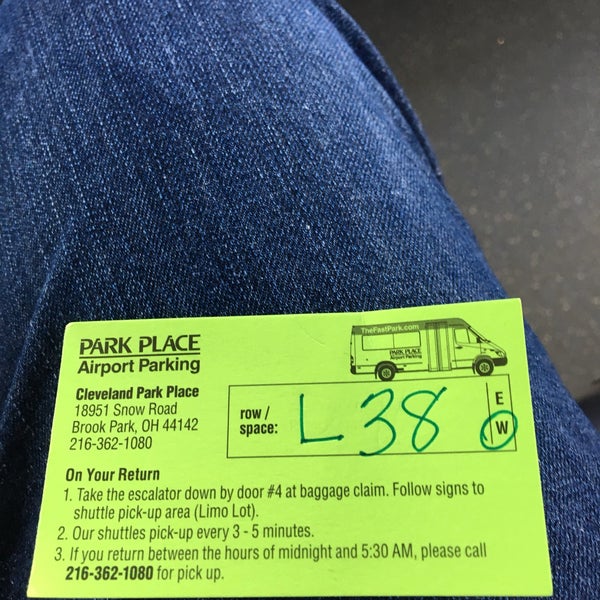 PARK PLACE
Airport Parking
TheFastPark.com
PARK PLACE
Airport Parking
Cleveland Park Place
18951 Snow Road
Brook Park, OH 44142
216-362-1080
row /
space:
L 38
E
W
On Your Return
1. Take the escalator down by door #4 at baggage claim. Follow signs to
shuttle pick-up area (Limo Lot).
2. Our shuttles pick-up every 3 - 5 minutes.
3. If you return between the hours of midnight and 5:30 AM, please call
216-362-1080 for pick up.